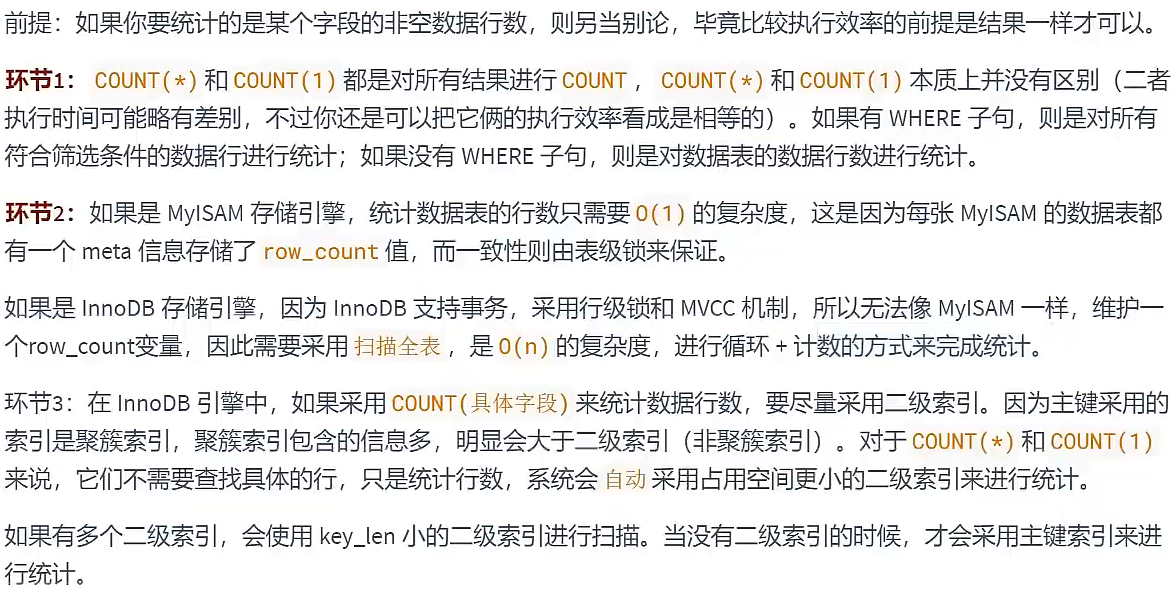 前提：如果你要统计的是某个字段的非空数据行数，则另当别论，毕竟比较执行效率的前提是结果一样才可以。
环节1：COUNT(*) 和 COUNT(1) 都是对所有结果进行 COUNT ，COUNT(*) 和 COUNT(1) 本质上并没有区别（二者
执行时间可能略有差别，不过你还是可以把它俩的执行效率看成是相等的）。如果有 WHERE 子句，则是对所有
符合筛选条件的数据行进行统计；如果没有 WHERE 子句，则是对数据表的数据行数进行统计。
环节2：如果是 MyISAM 存储引擎，统计数据表的行数只需要 O(1) 的复杂度，这是因为每张 MyISAM 的数据表都
有一个 meta 信息存储了 row_count 值，而一致性则由表级锁来保证。
如果是 InnoDB 存储引擎，因为 InnoDB 支持事务，采用行级锁和 MVCC 机制，所以无法像 MyISAM 一样，维护一
个row_count变量，因此需要采用 扫描全表 ，是 O(n) 的复杂度，进行循环 + 计数的方式来完成统计。
环节3：在 InnoDB 引擎中，如果采用 COUNT(具体字段) 来统计数据行数，要尽量采用二级索引。因为主键采用的
索引是聚簇索引，聚簇索引包含的信息多，明显会大于二级索引（非聚簇索引）。对于 COUNT(*) 和 COUNT(1)
来说，它们不需要查找具体的行，只是统计行数，系统会 自动 采用占用空间更小的二级索引来进行统计。
如果有多个二级索引，会使用 key_len 小的二级索引进行扫描。当没有二级索引的时候，才会采用主键索引来进
行统计。